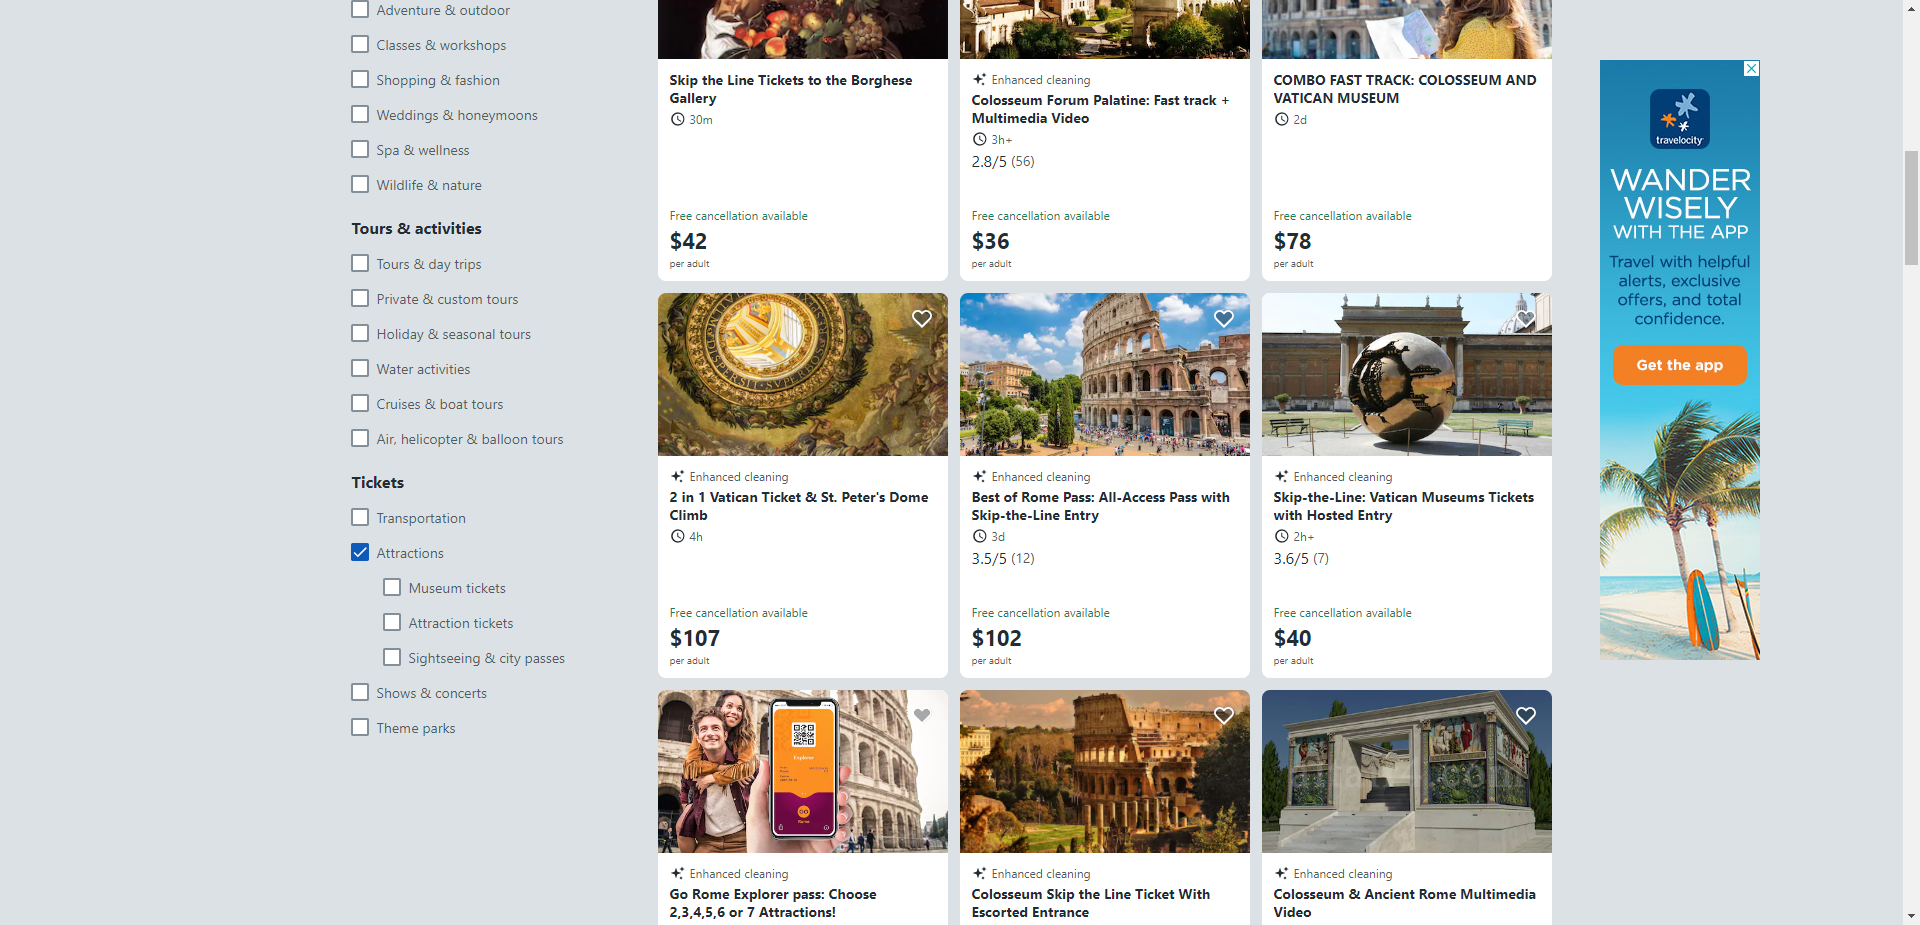 Adventure & outdoor
Classes & workshops
Shopping & fashion
Weddings & honeymoons
Spa & wellness
Wildlife & nature
Tours & activities
Tours & day trips
Private & custom tours
Holiday & seasonal tours
Water activities
Cruises & boat tours
Air, helicopter & balloon tours
Tickets
Transportation
Attractions
Museum tickets
Attraction tickets
Sightseeing & city passes
Shows & concerts
Theme parks
Skip the Line Tickets to the Borghese
Gallery
30m
Free cancellation available
$42
per adult
Enhanced cleaning
Colosseum Forum Palatine: Fast track +
Multimedia Video
3h+
2.8/5 (56)
Free cancellation available
$36
per adult
COMBO FAST TRACK: COLOSSEUM AND
VATICAN MUSEUM
2d
Free cancellation available
$78
per adult
Enhanced cleaning
2 in 1 Vatican Ticket & St. Peter's Dome
Climb
4h
Free cancellation available
$107
per adult
Enhanced cleaning
Best of Rome Pass: All-Access Pass with
Skip-the-Line Entry
3d
3.5/5 (12)
Free cancellation available
$102
per adult
Enhanced cleaning
Skip-the-Line: Vatican Museums Tickets
with Hosted Entry
2h+
3.6/5 (7)
Free cancellation available
$40
per adult
Explorer
GO
Rome
Enhanced cleaning
Go Rome Explorer pass: Choose
2,3,4,5,6 or 7 Attractions!
Enhanced cleaning
Colosseum Skip the Line Ticket With
Escorted Entrance
Enhanced cleaning
Colosseum & Ancient Rome Multimedia
Video
travelocity
WANDER
WISELY
WITH THE APP
Travel with helpful
alerts, exclusive
offers, and total
confidence.
Get the app